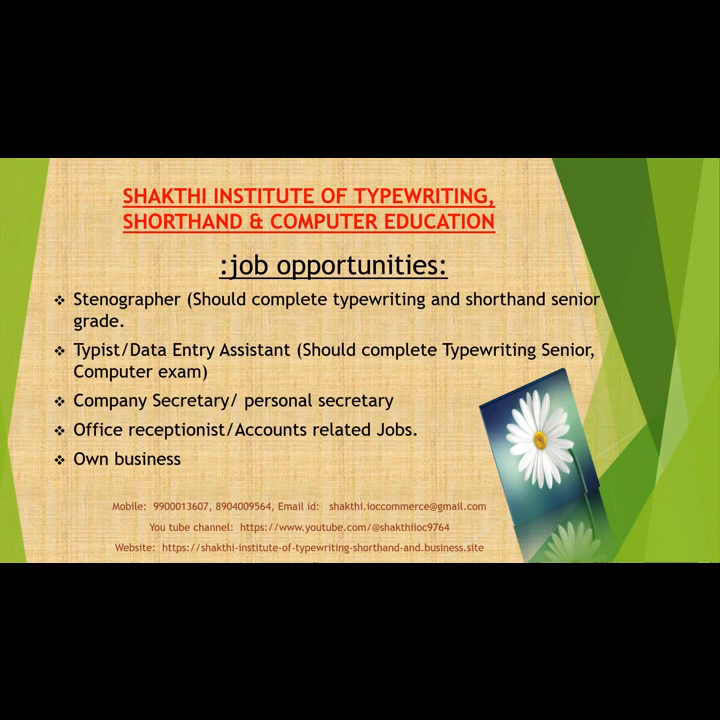 SHAKTHI INSTITUTE OF TYPEWRITING,
SHORTHAND & COMPUTER EDUCATION
:job opportunities:
❖ Stenographer (Should complete typewriting and shorthand senior
grade.
❖ Typist/Data Entry Assistant (Should complete Typewriting Senior,
Computer exam)
❖ Company Secretary/ personal secretary
❖ Office receptionist/Accounts related Jobs.
❖ Own business
Mobile: 9900013607, 8904009564, Email id: shakthi.ioccommerce@gmail.com
You tube channel: https://www.youtube.com/@shakthiioc9764
Website: https://shakthi-institute-of-typewriting-shorthand-and.business.site